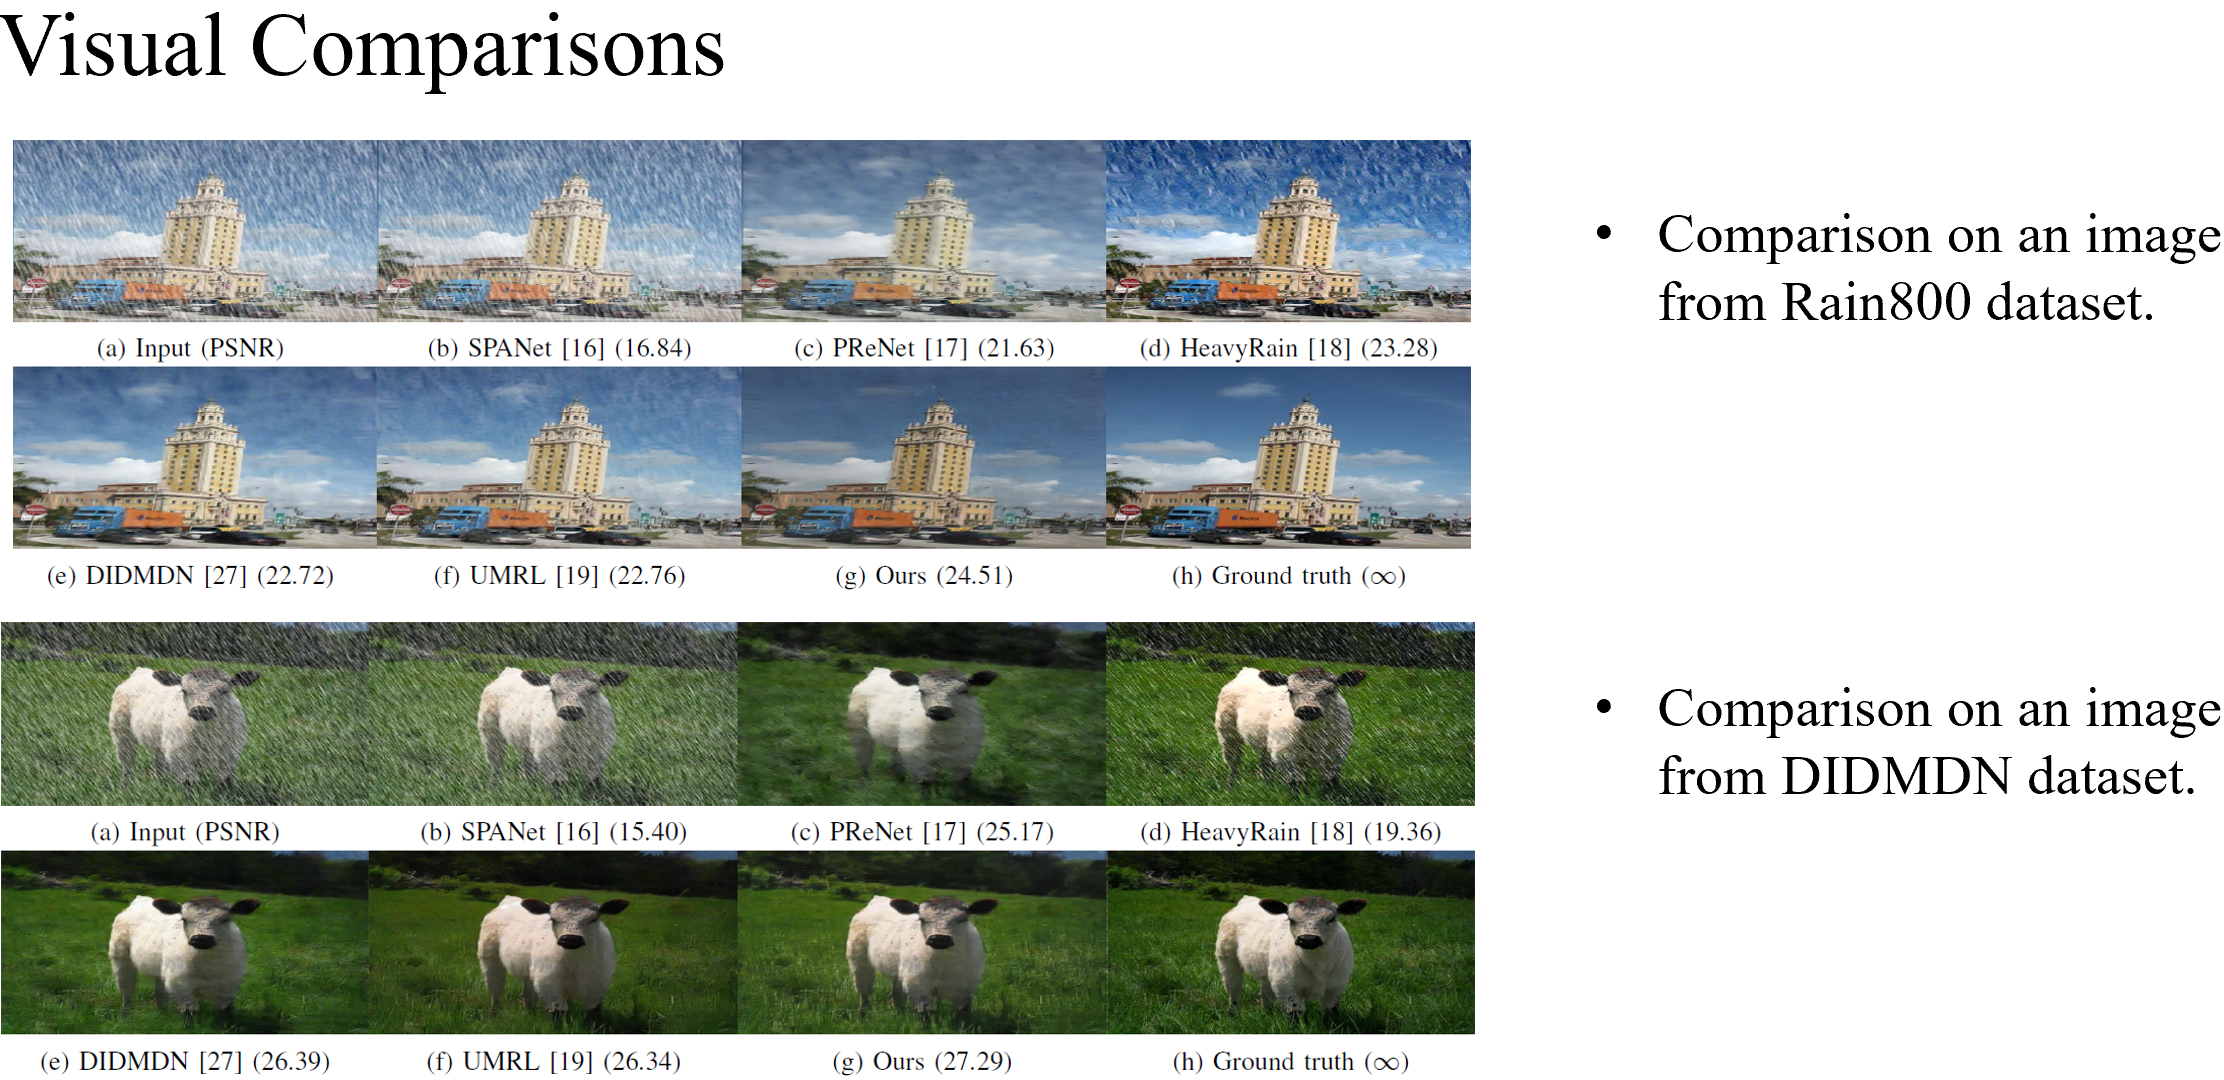 Visual Comparisons
(a) Input (PSNR)
(b) SPANet [16] (16.84)
(c) PReNet [17] (21.63)
(d) HeavyRain [18] (23.28)
(e) DIDMDN [27] (22.72)
(f) UMRL [19] (22.76)
(g) Ours (24.51)
(h) Ground truth (∞)
• Comparison on an image
from Rain800 dataset.
(a) Input (PSNR)
(b) SPANet [16] (15.40)
(c) PReNet [17] (25.17)
(d) HeavyRain [18] (19.36)
(e) DIDMDN [27] (26.39)
(f) UMRL [19] (26.34)
(g) Ours (27.29)
(h) Ground truth (∞)
• Comparison on an image
from DIDMDN dataset.